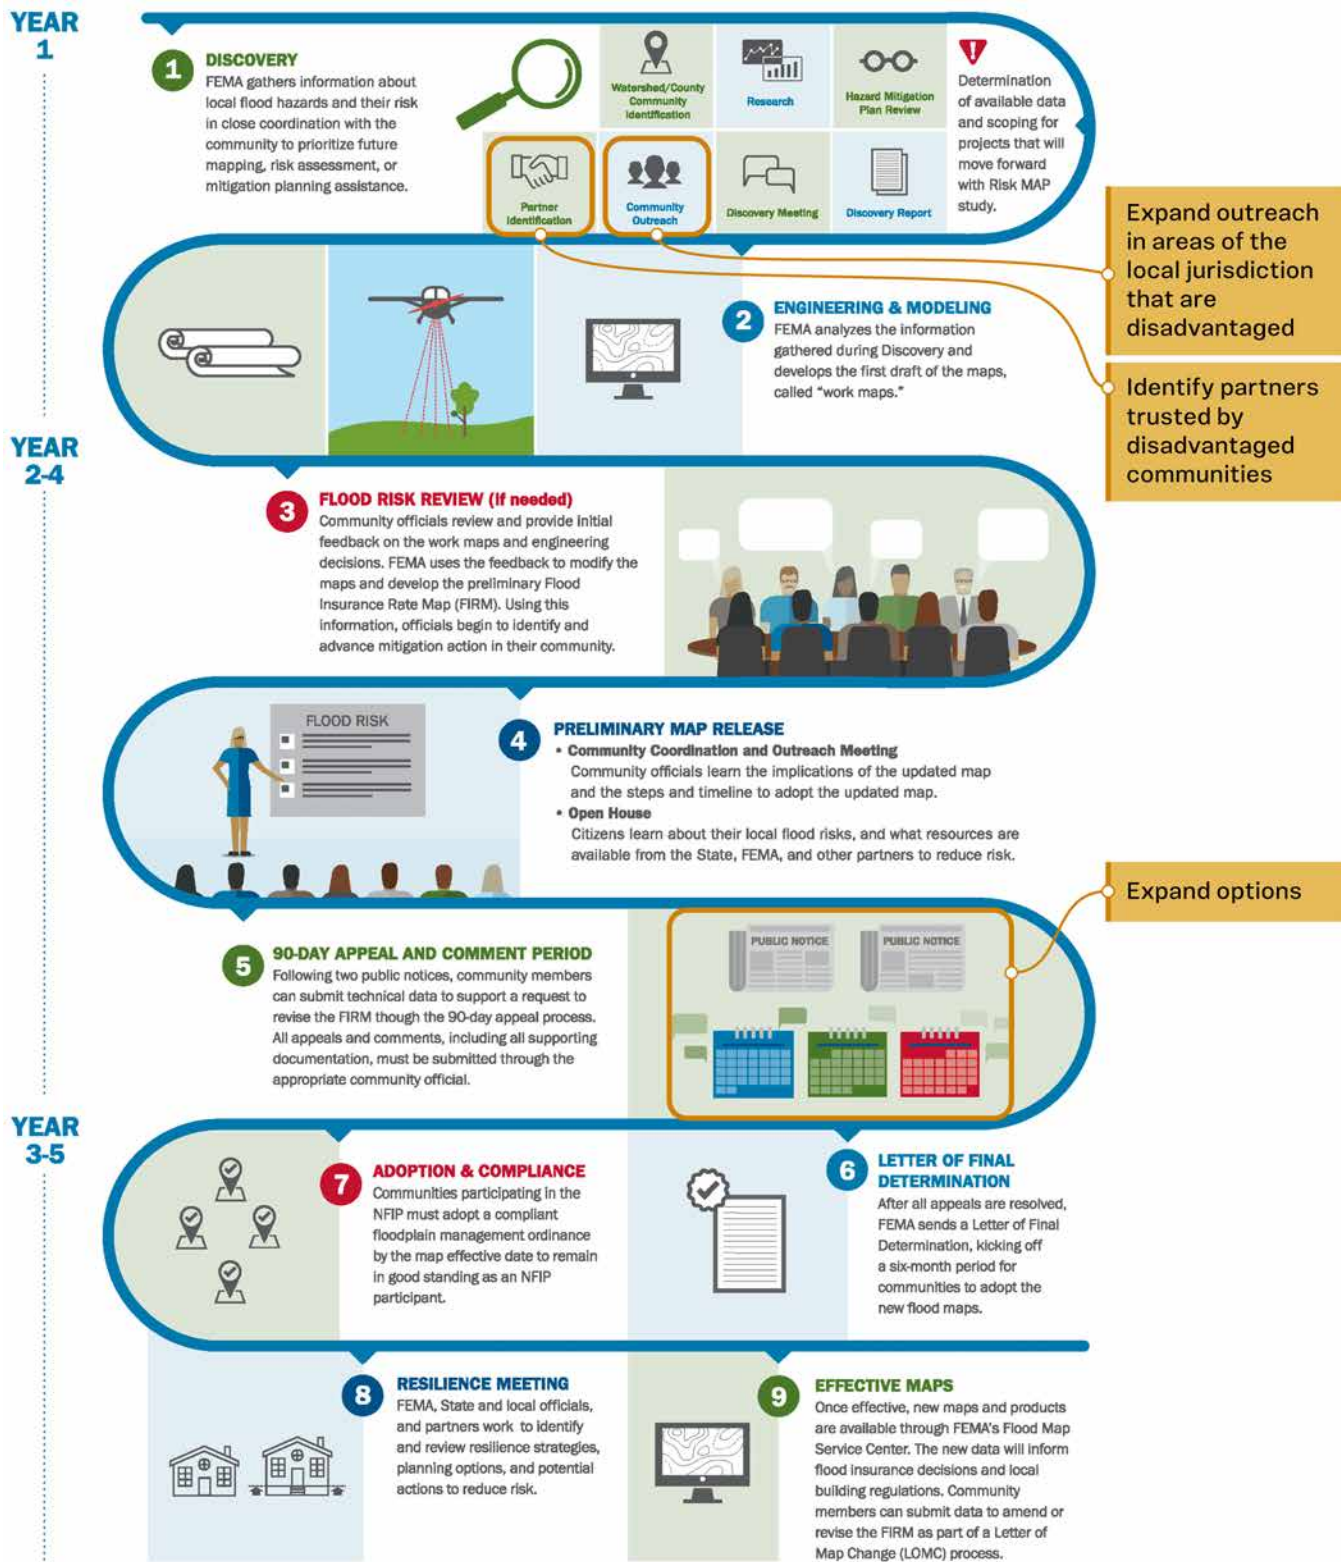 YEAR
1
1
DISCOVERY
FEMA gathers information about
local flood hazards and their risk
in close coordination with the
community to prioritize future
mapping, risk assessment, or
mitigation planning assistance.
Watershed/County
Community
Identification
Research
Hazard Mitigation
Plan Review
Partner
Identification
Community
Outreach
Discovery Meeting
Discovery Report
!
Determination
of available data
and scoping for
projects that will
move forward
with Risk MAP
study.
Expand outreach
in areas of the
local jurisdiction
that are
disadvantaged
Identify partners
trusted by
disadvantaged
communities
2
ENGINEERING & MODELING
FEMA analyzes the information
gathered during Discovery and
develops the first draft of the maps,
called “work maps.”
YEAR
2-4
3
FLOOD RISK REVIEW (if needed)
Community officials review and provide initial
feedback on the work maps and engineering
decisions. FEMA uses the feedback to modify the
maps and develop the preliminary Flood
Insurance Rate Map (FIRM). Using this
information, officials begin to identify and
advance mitigation action in their community.
FLOOD RISK
4
PRELIMINARY MAP RELEASE
• Community Coordination and Outreach Meeting
Community officials learn the implications of the updated map
and the steps and timeline to adopt the updated map.
• Open House
Citizens learn about their local flood risks, and what resources are
available from the State, FEMA, and other partners to reduce risk.
Expand options
5
90-DAY APPEAL AND COMMENT PERIOD
Following two public notices, community members
can submit technical data to support a request to
revise the FIRM though the 90-day appeal process.
All appeals and comments, including all supporting
documentation, must be submitted through the
appropriate community official.
PUBLIC NOTICE
PUBLIC NOTICE
YEAR
3-5
7
ADOPTION & COMPLIANCE
Communities participating in the
NFIP must adopt a compliant
floodplain management ordinance
by the map effective date to remain
in good standing as an NFIP
participant.
6
LETTER OF FINAL
DETERMINATION
After all appeals are resolved,
FEMA sends a Letter of Final
Determination, kicking off
a six-month period for
communities to adopt the
new flood maps.
8
RESILIENCE MEETING
FEMA, State and local officials,
and partners work to identify
and review resilience strategies,
planning options, and potential
actions to reduce risk.
9
EFFECTIVE MAPS
Once effective, new maps and products
are available through FEMA’s Flood Map
Service Center. The new data will inform
flood insurance decisions and local
building regulations. Community
members can submit data to amend or
revise the FIRM as part of a Letter of
Map Change (LOMC) process.